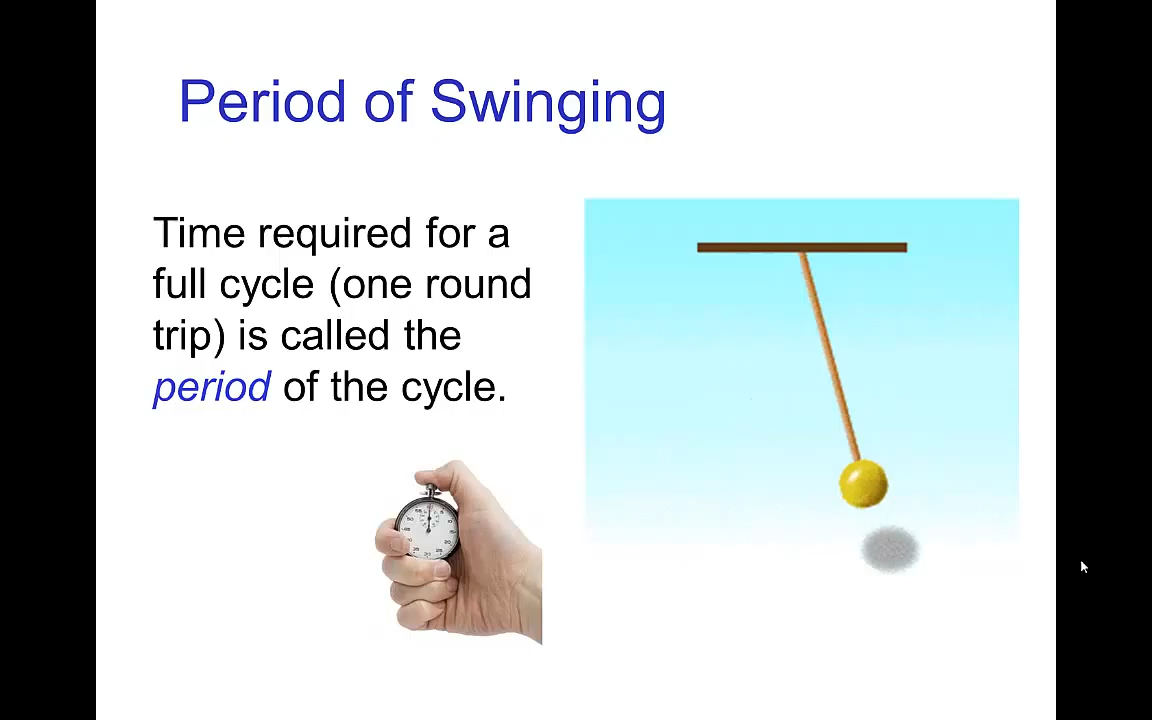 Period of Swinging
Time required for a
full cycle (one round
trip) is called the
period of the cycle.